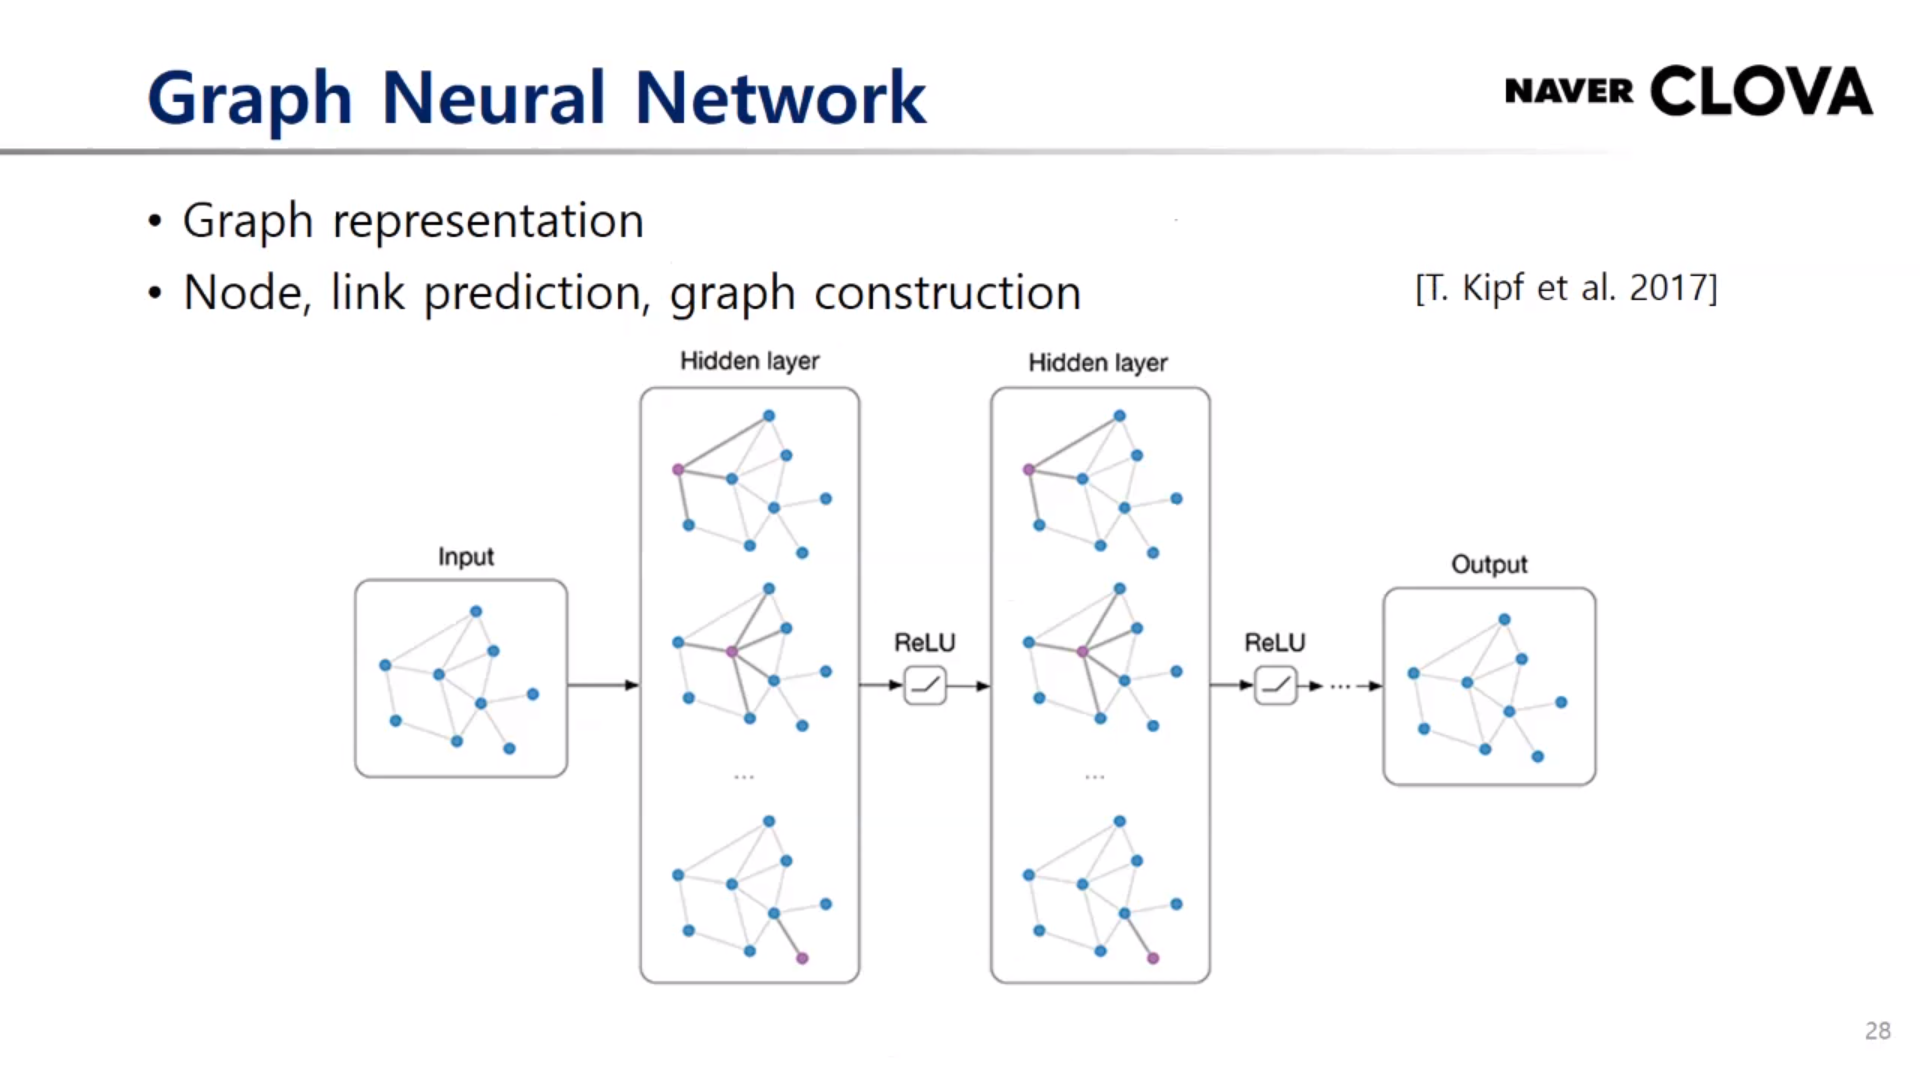 Graph Neural Network
NAVER CLOVA
• Graph representation
• Node, link prediction, graph construction
[T. Kipf et al. 2017]
Hidden layer
Hidden layer
Input
Output
ReLU
ReLU
...
...
...
28